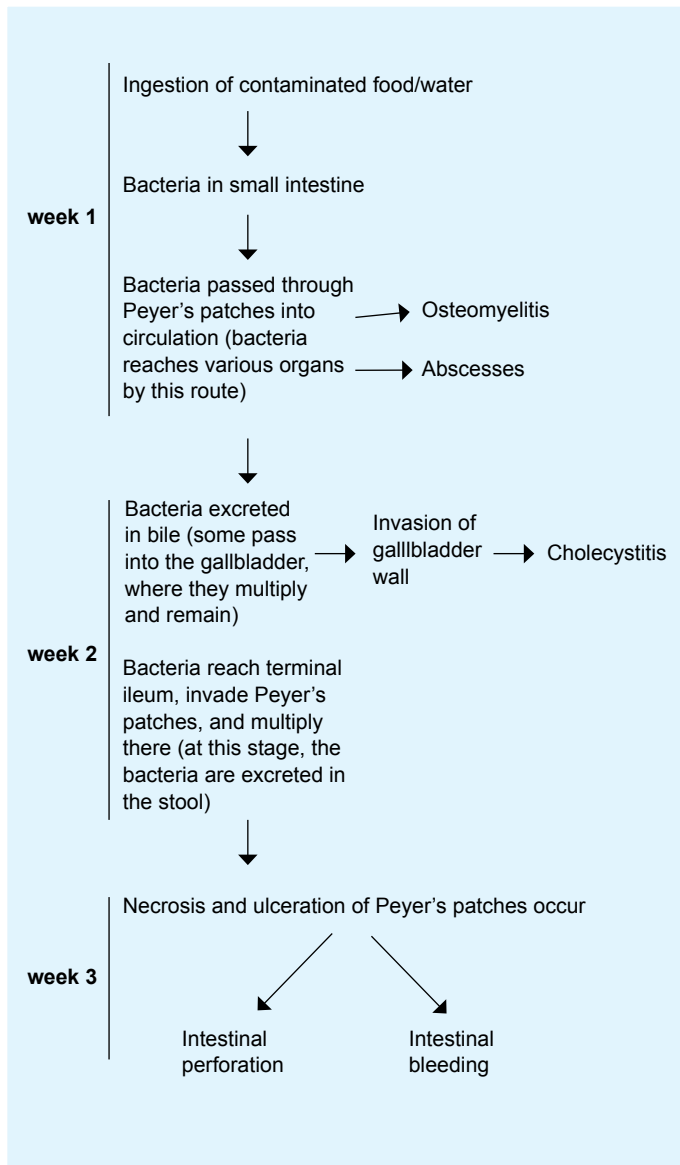 week 1
Ingestion of contaminated food/water
Bacteria in small intestine
Bacteria passed through
Peyer's patches into
circulation (bacteria
reaches various organs
by this route)
Osteomyelitis
Abscesses
week 2
Bacteria excreted
in bile (some pass
into the gallbladder,
where they multiply
and remain)
Invasion of
galllbladder
wall
Cholecystitis
Bacteria reach terminal
ileum, invade Peyer's
patches, and multiply
there (at this stage, the
bacteria are excreted in
the stool)
week 3
Necrosis and ulceration of Peyer's patches occur
Intestinal
perforation
Intestinal
bleeding